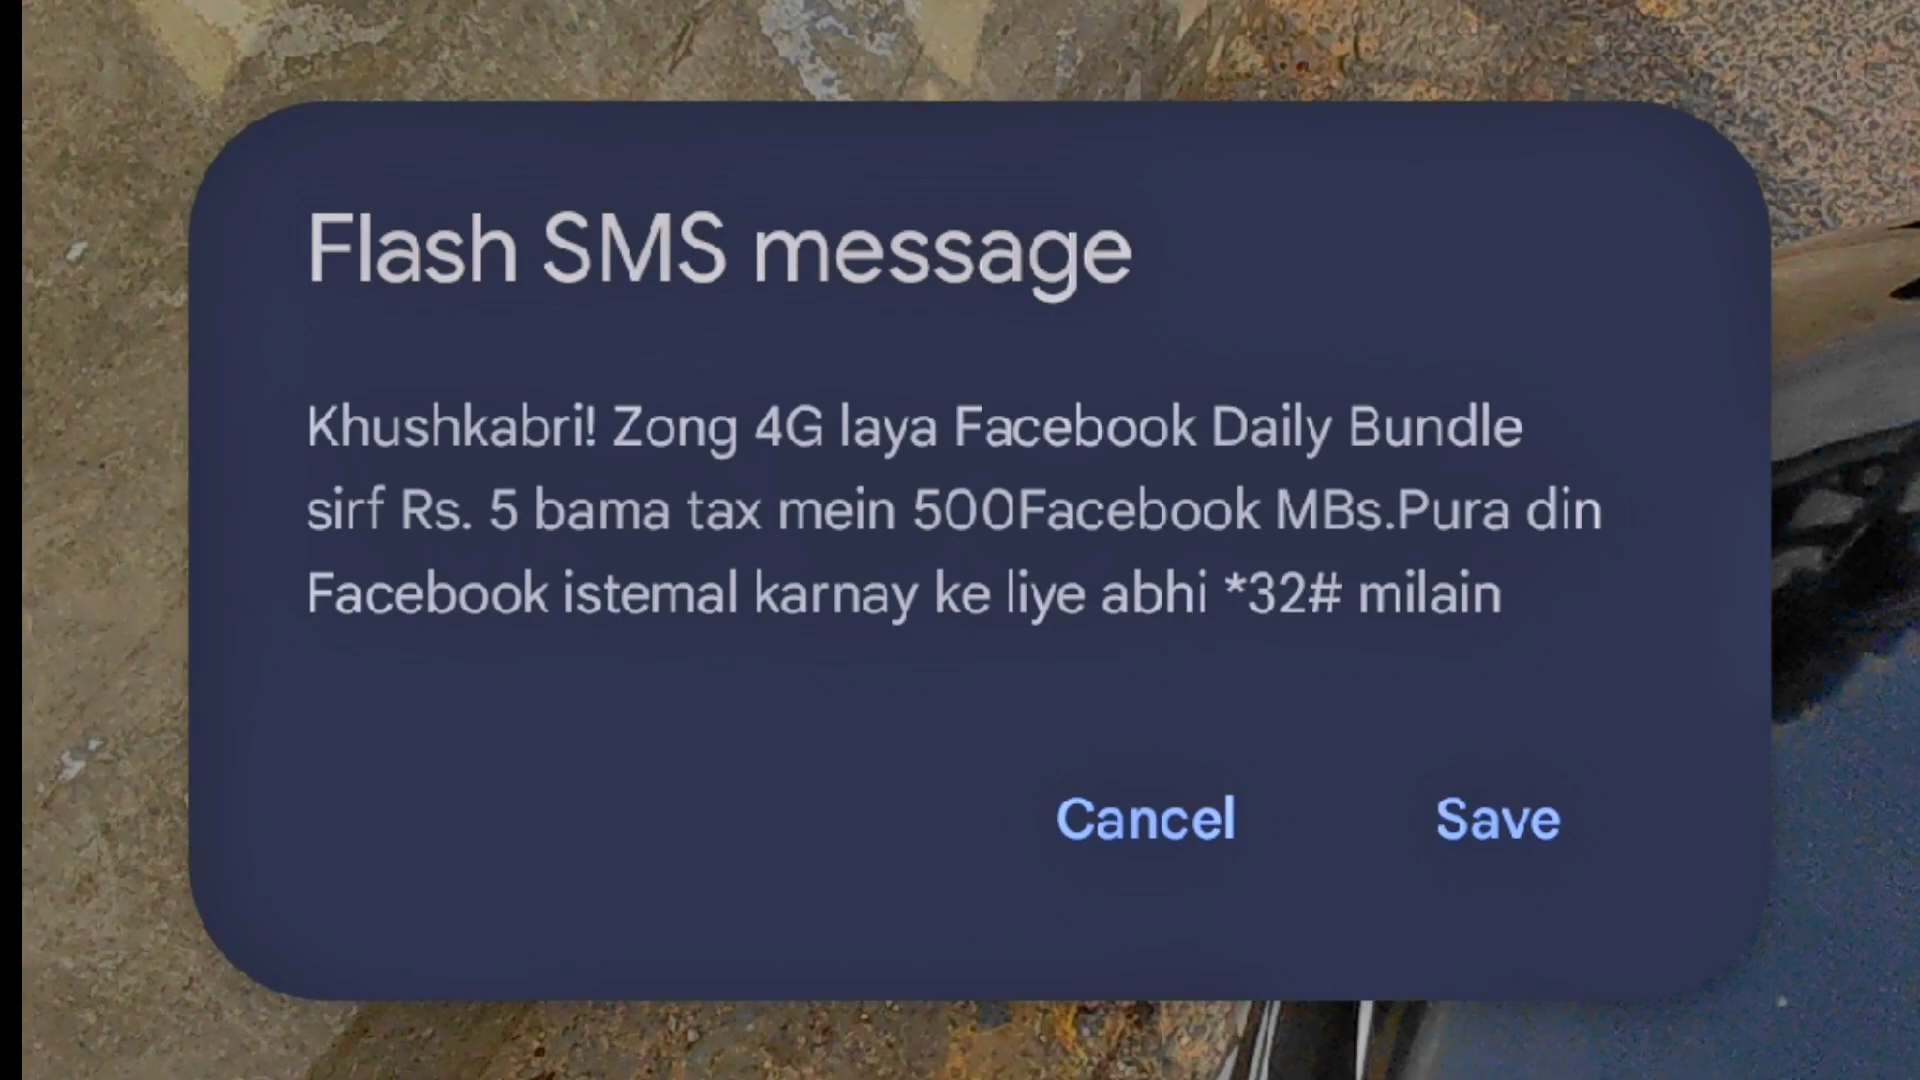 Flash SMS message
Khushkabri! Zong 4G laya Facebook Daily Bundle
sirf Rs. 5 bama tax mein 500Facebook MBs.Pura din
Facebook istemal karnay ke liye abhi *32# milain
Cancel Save